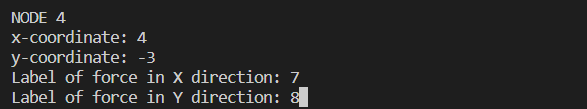 NODE 4
x-coordinate: 4
y-coordinate: -3
Label of force in X direction: 7
Label of force in Y direction: 8